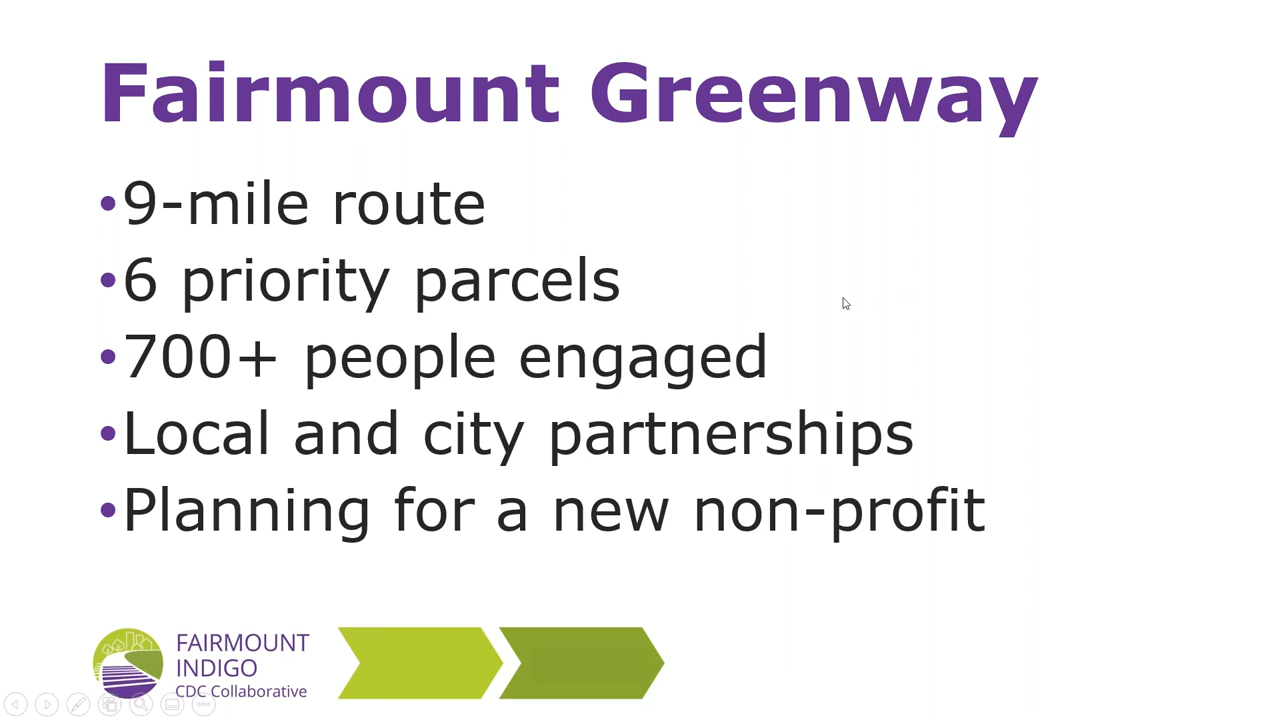 Fairmount Greenway
•9-mile route
•6 priority parcels
•700+ people engaged
•Local and city partnerships
•Planning for a new non-profit
FAIRMOUNT
INDIGO
CDC Collaborative